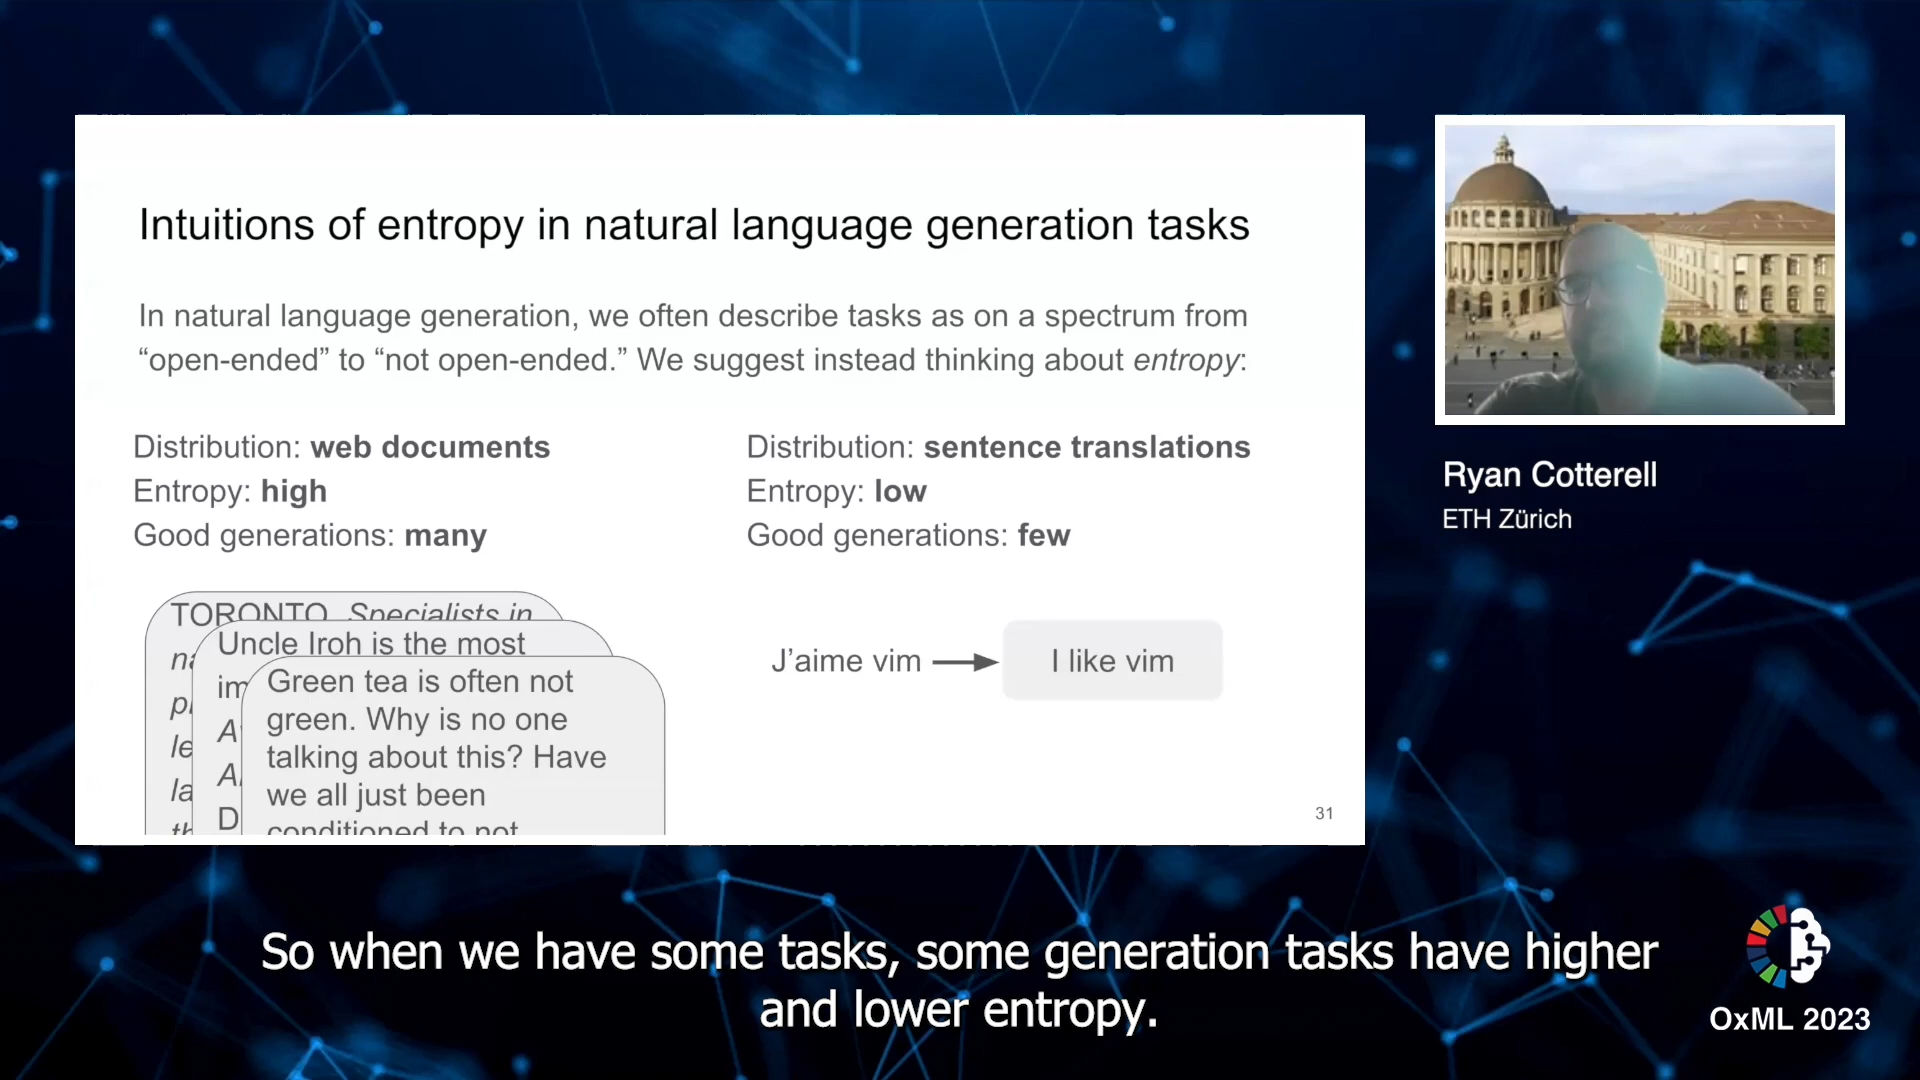 Intuitions of entropy in natural language generation tasks
In natural language generation, we often describe tasks as on a spectrum from
“open-ended” to “not open-ended.” We suggest instead thinking about entropy:
Distribution: web documents
Entropy: high
Good generations: many
Distribution: sentence translations
Entropy: low
Good generations: few
TORONTO Specialists in
Uncle Iroh is the most
Green tea is often not
green. Why is no one
talking about this? Have
we all just been
conditioned to not
J’aime vim
I like vim
31
Ryan Cotterell
ETH Zürich
So when we have some tasks, some generation tasks have higher
and lower entropy.
OxML 2023